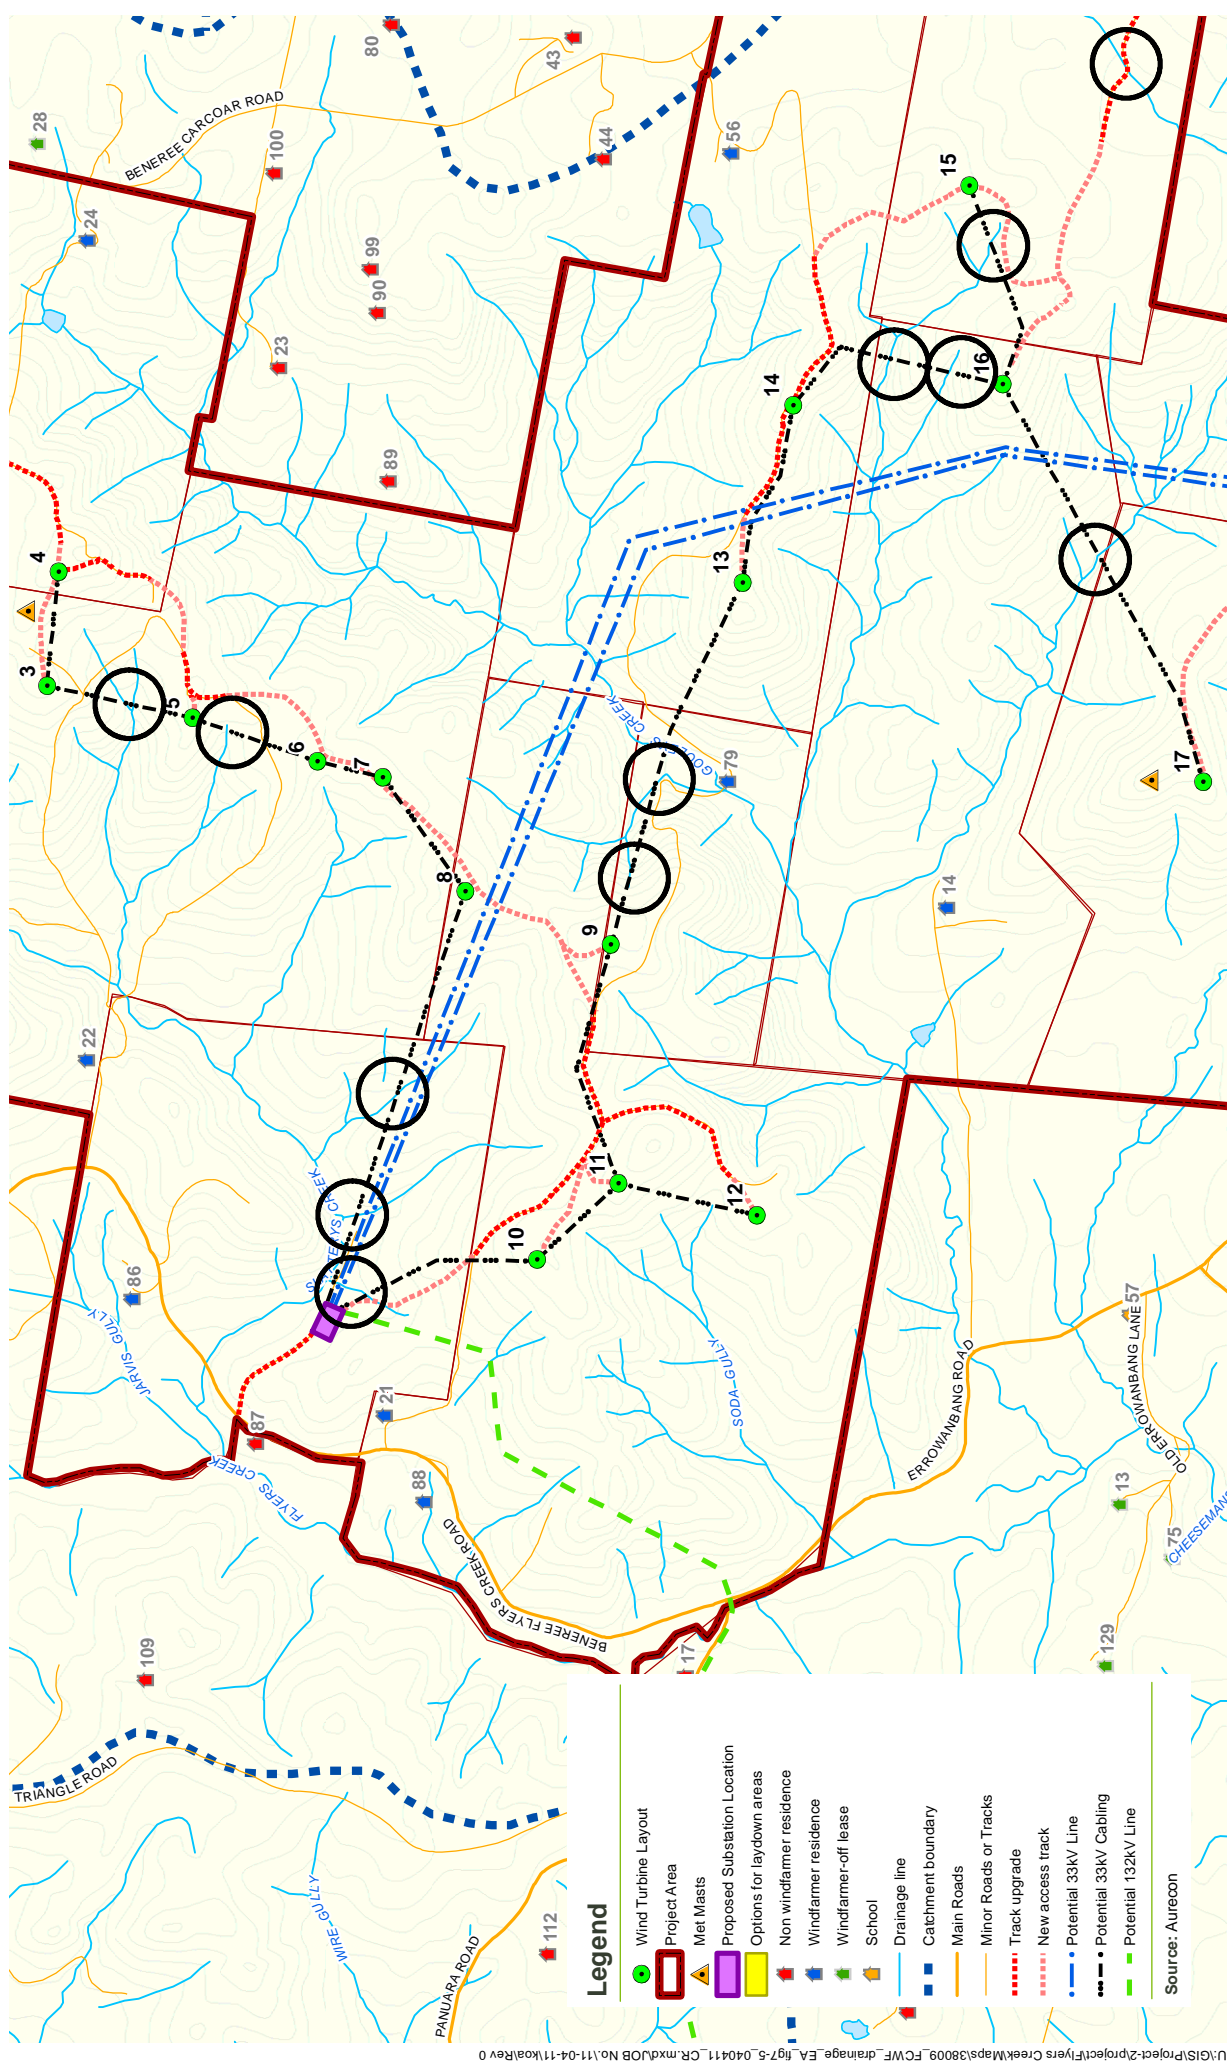 28
24
BENEREE CARCOAR ROAD
100
80
43
99
90
23
89
44
56
15
16
14
13
4
3
5
6
7
8
9
GOOLEYS CREEK
79
14
17
22
11
12
10
86
JARVIS GULLY
87
21
88
FLYERS CREEK
BENEREE FLYERS CREEK ROAD
SODA GULLY
ERROWANBANG ROAD
57
OLD ERROWANBANG LANE
13
75
129
17
109
TRIANGLE ROAD
WIRE GULLY
PANUARA ROAD
112
Legend
Wind Turbine Layout
Project Area
Met Masts
Proposed Substation Location
Options for laydown areas
Non windfarmer residence
Windfarmer residence
Windfarmer-off lease
School
Drainage line
Catchment boundary
Main Roads
Minor Roads or Tracks
Track upgrade
New access track
Potential 33kV Line
Potential 33kV Cabling
Potential 132kV Line
Source: Aurecon
U:\GIS\Project-2\project\Flyers Creek\Maps\38009_FCWF_drainage_EA_fig7-5_040411_CR.mxd\JOB No.\11-04-11\koa\Rev 0